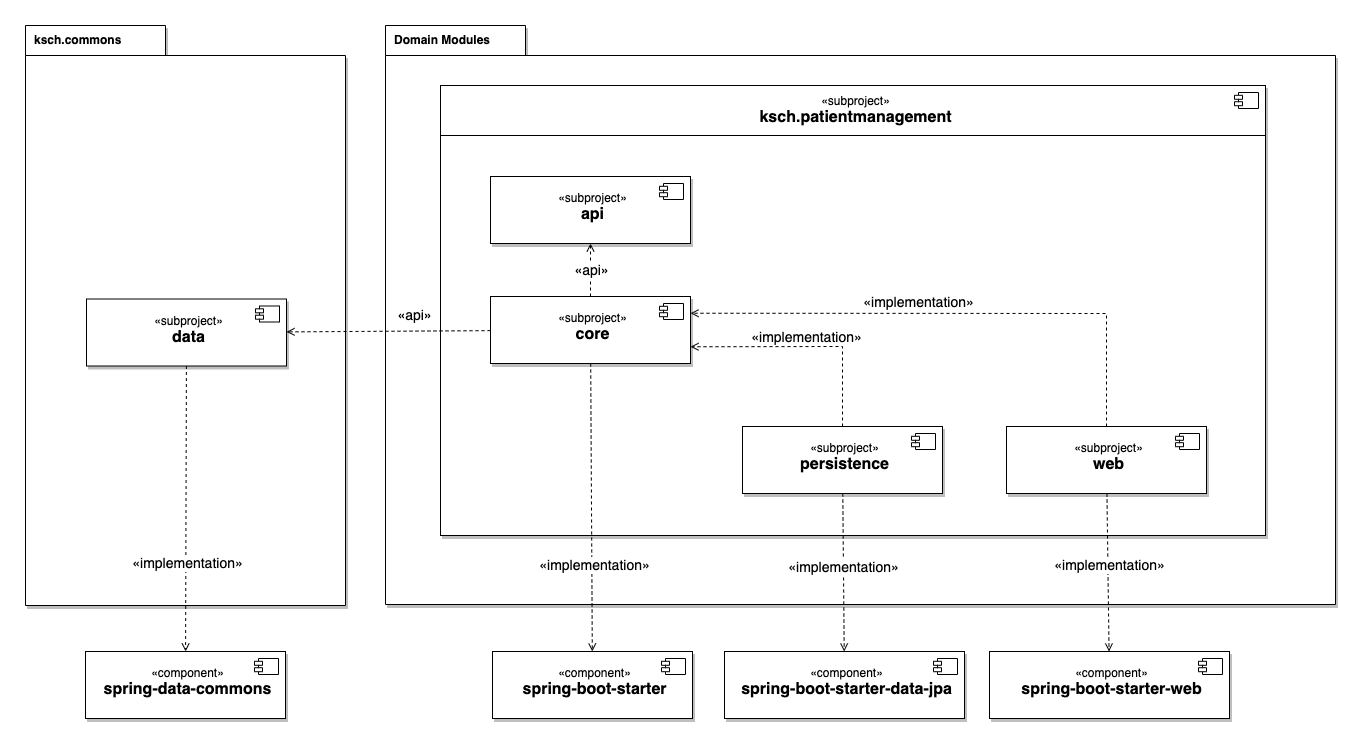 ksch.commons
Domain Modules
«subproject»
ksch.patientmanagement
«subproject»
api
«api»
«subproject»
data
«api»
«subproject»
core
«implementation»
«implementation»
«subproject»
persistence
«subproject»
web
«implementation»
«implementation»
«implementation»
«implementation»
«component»
spring-data-commons
«component»
spring-boot-starter
«component»
spring-boot-starter-data-jpa
«component»
spring-boot-starter-web